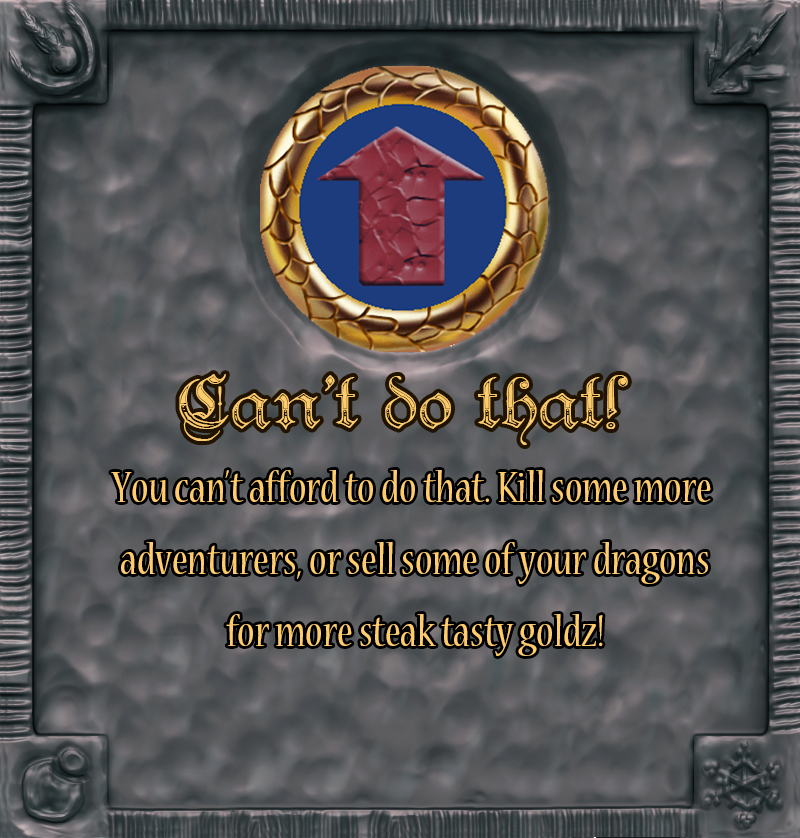 Can't do that!
You can't afford to do that. Kill some more
adventurers, or sell some of your dragons
for more steak tasty goldz!